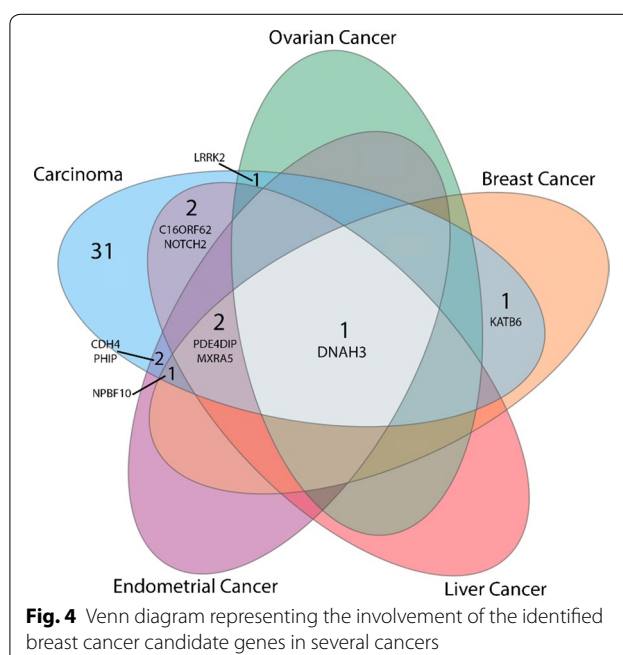 Ovarian Cancer
LRRK2
1
Carcinoma
Breast Cancer
2
C16ORF62
NOTCH2
31
1
KATB6
2
PDE4DIP
MXRA5
1
DNAH3
CDH4
PHIP
2
1
NPBF10
Endometrial Cancer
Liver Cancer
Fig. 4 Venn diagram representing the involvement of the identified
breast cancer candidate genes in several cancers